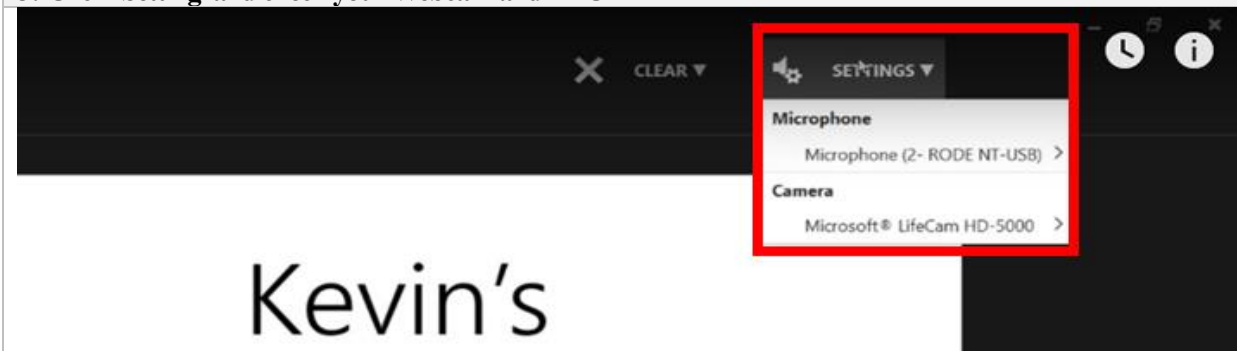 CLEAR ▼
SETTINGS ▼
Microphone
Microphone (2- RODE NT-USB) >
Camera
Microsoft® LifeCam HD-5000 >
Kevin's